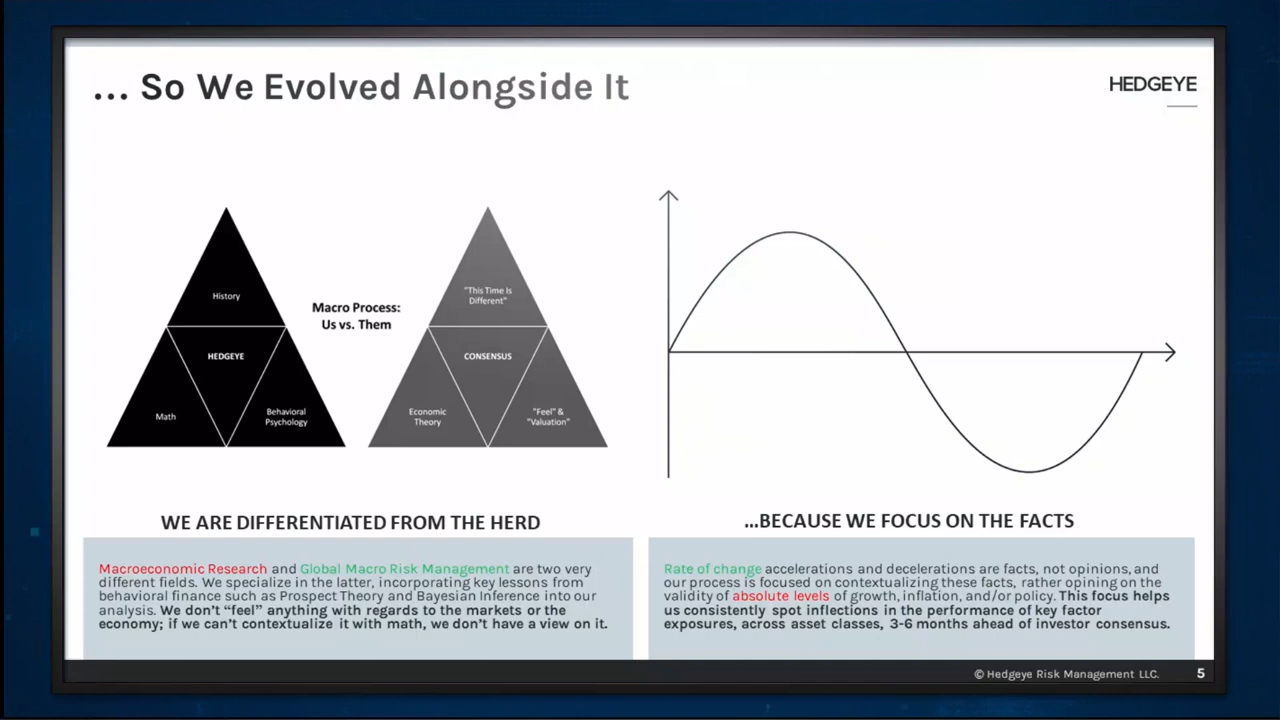 ... So We Evolved Alongside It
HEDGEYE
History
HEDGEYE
Math
Behavioral
Psychology
Macro Process:
Us vs. Them
"This Time Is
Different"
CONSENSUS
Economic
Theory
"Feel" &
"Valuation"
WE ARE DIFFERENTIATED FROM THE HERD
Macroeconomic Research and Global Macro Risk Management are two very
different fields. We specialize in the latter, incorporating key lessons from
behavioral finance such as Prospect Theory and Bayesian Inference into our
analysis. We don't “feel” anything with regards to the markets or the
economy; if we can't contextualize it with math, we don't have a view on it.
...BECAUSE WE FOCUS ON THE FACTS
Rate of change accelerations and decelerations are facts, not opinions, and
our process is focused on contextualizing these facts, rather opining on the
validity of absolute levels of growth, inflation, and/or policy. This focus helps
us consistently spot inflections in the performance of key factor
exposures, across asset classes, 3-6 months ahead of investor consensus.
© Hedgeye Risk Management LLC.
5